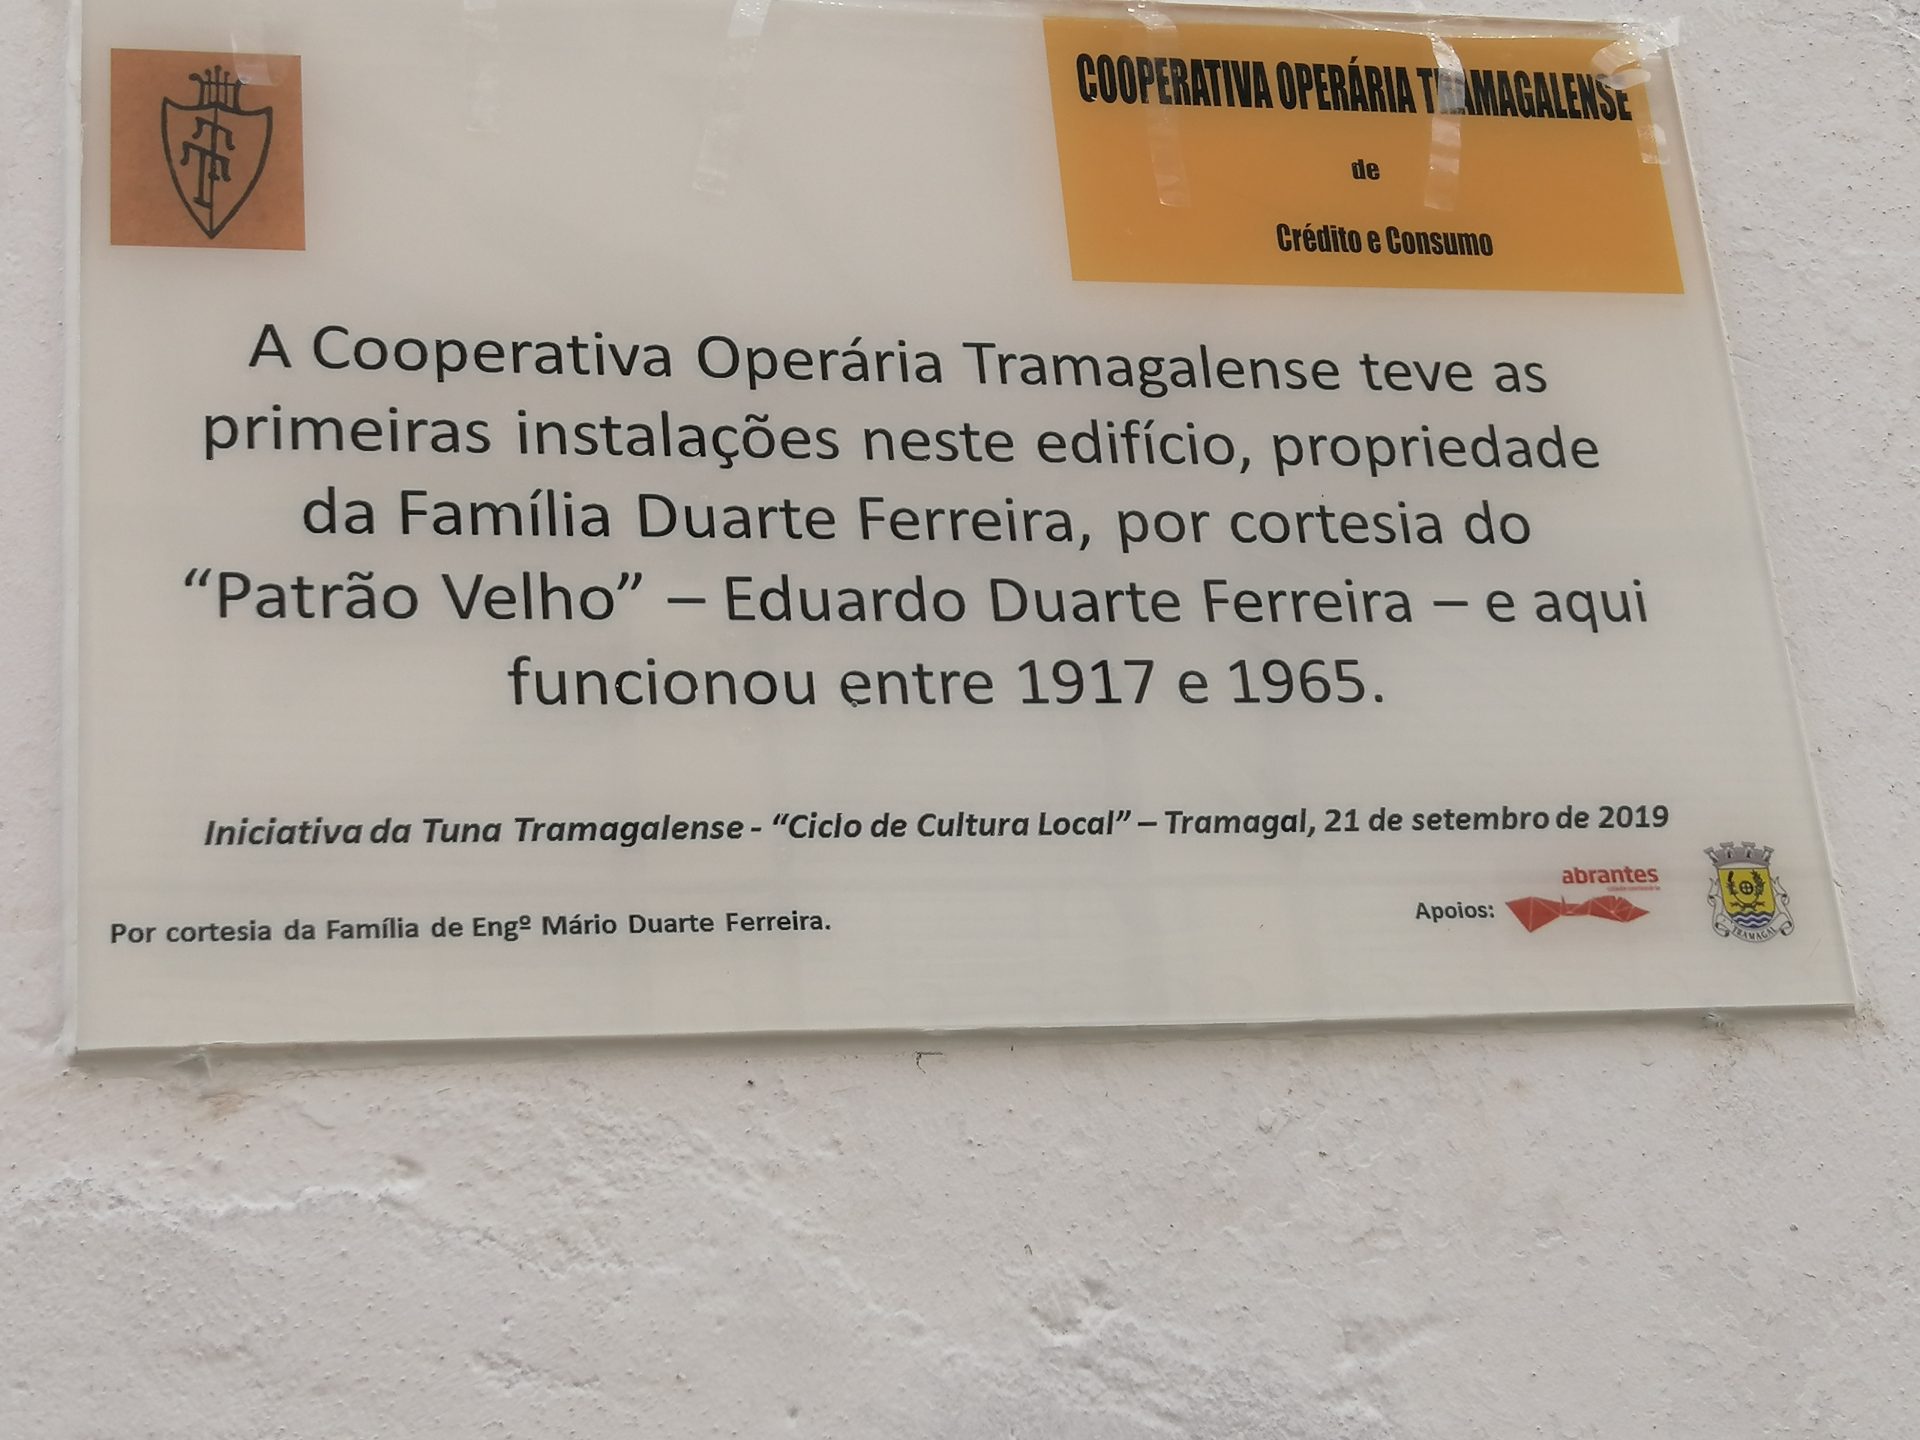 COOPERATIVA OPERÁRIA TRAMAGALENSE
de
Crédito e Consumo
A Cooperativa Operária Tramagalense teve as
primeiras instalações neste edifício, propriedade
da Família Duarte Ferreira, por cortesia do
“Patrão Velho” – Eduardo Duarte Ferreira – e aqui
funcionou entre 1917 e 1965.
Iniciativa da Tuna Tramagalense - “Ciclo de Cultura Local” – Tramagal, 21 de setembro de 2019
Por cortesia da Família de Engº Mário Duarte Ferreira.
Apoios:
abrantes
TRAMAGAL